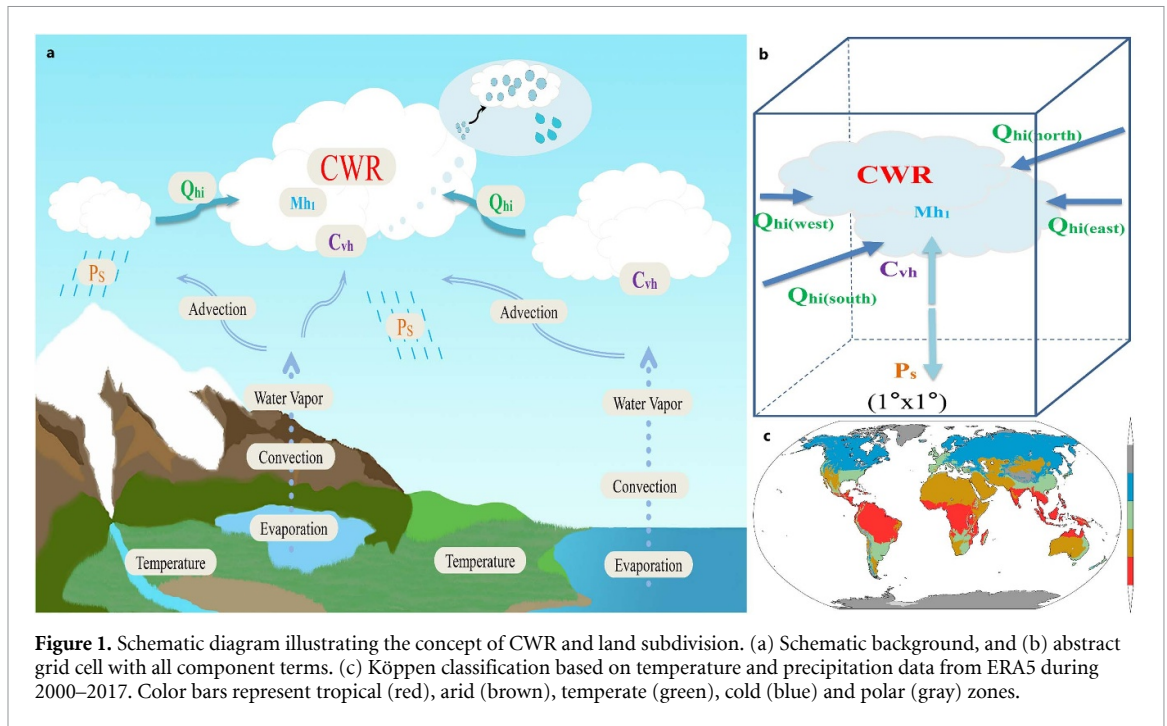 a
CWR
Qhi
Mh1
Qhi
Cvh
Cvh
Ps
Advection
Ps
Advection
Water Vapor
Water Vapor
Convection
Convection
Evaporation
Temperature
Temperature
Evaporation
b
Qhi(north)
CWR
Mh1
Qhi(west)
Qhi(east)
Cvh
Qhi(south)
Ps
(1°x1°)
c
Figure 1. Schematic diagram illustrating the concept of CWR and land subdivision. (a) Schematic background, and (b) abstract
grid cell with all component terms. (c) Köppen classification based on temperature and precipitation data from ERA5 during
2000–2017. Color bars represent tropical (red), arid (brown), temperate (green), cold (blue) and polar (gray) zones.